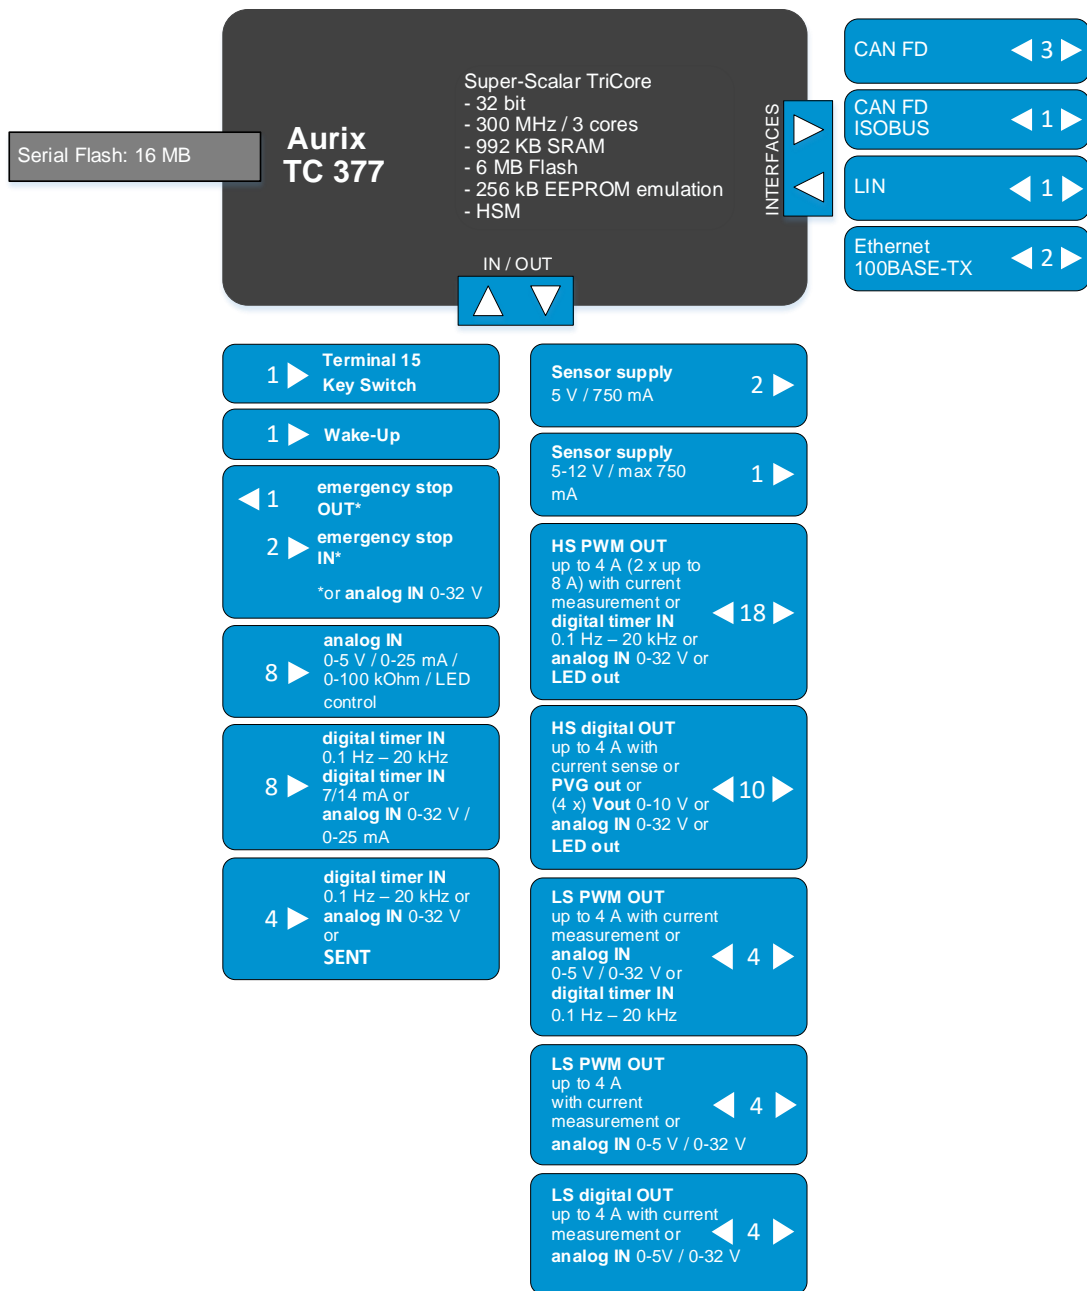 Serial Flash: 16 MB
Aurix
TC 377
Super-Scalar TriCore
- 32 bit
- 300 MHz / 3 cores
- 992 KB SRAM
- 6 MB Flash
- 256 kB EEPROM emulation
- HSM
INTERFACES
IN / OUT
CAN FD
3
CAN FD
ISOBUS
1
LIN
1
Ethernet
100BASE-TX
2
1
Terminal 15
Key Switch
1
Wake-Up
1
emergency stop
OUT*
2
emergency stop
IN*
*or analog IN 0-32 V
8
analog IN
0-5 V / 0-25 mA /
0-100 kOhm / LED
control
8
digital timer IN
0.1 Hz – 20 kHz
digital timer IN
7/14 mA or
analog IN 0-32 V /
0-25 mA
4
digital timer IN
0.1 Hz – 20 kHz or
analog IN 0-32 V
or
SENT
Sensor supply
5 V / 750 mA
2
Sensor supply
5-12 V / max 750
mA
1
HS PWM OUT
up to 4 A (2 x up to
8 A) with current
measurement or
digital timer IN
0.1 Hz – 20 kHz or
analog IN 0-32 V or
LED out
18
HS digital OUT
up to 4 A with
current sense or
PVG out or
(4 x) Vout 0-10 V or
analog IN 0-32 V or
LED out
10
LS PWM OUT
up to 4 A with current
measurement or
analog IN
0-5 V / 0-32 V or
digital timer IN
0.1 Hz – 20 kHz
4
LS PWM OUT
up to 4 A
with current
measurement or
analog IN 0-5 V / 0-32 V
4
LS digital OUT
up to 4 A with current
measurement or
analog IN 0-5V / 0-32 V
4